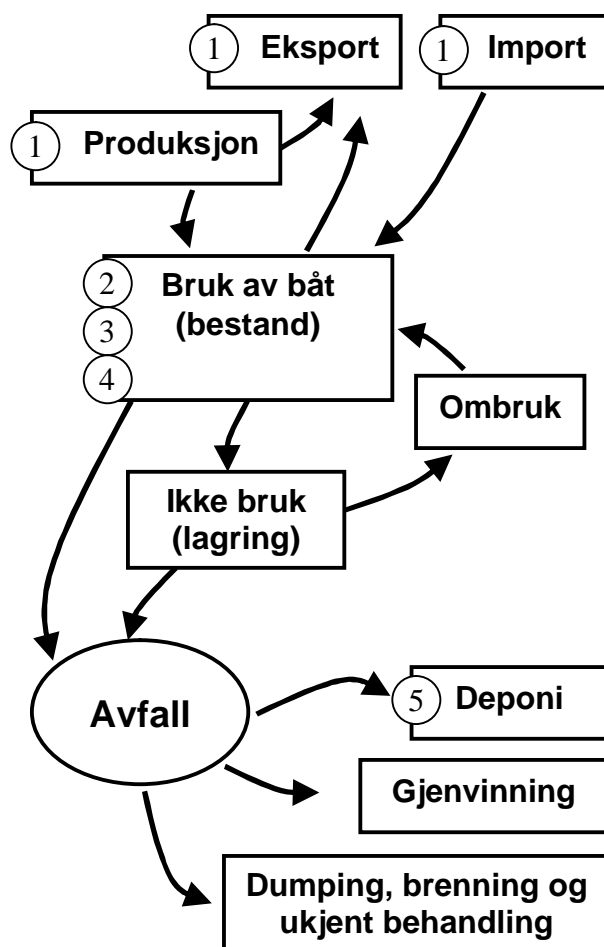 1 Eksport
1 Import
1 Produksjon
2 Bruk av båt
3 (bestand)
4
Ombruk
Ikke bruk
(lagring)
Avfall
5 Deponi
Gjenvinning
Dumping, brenning og
ukjent behandling